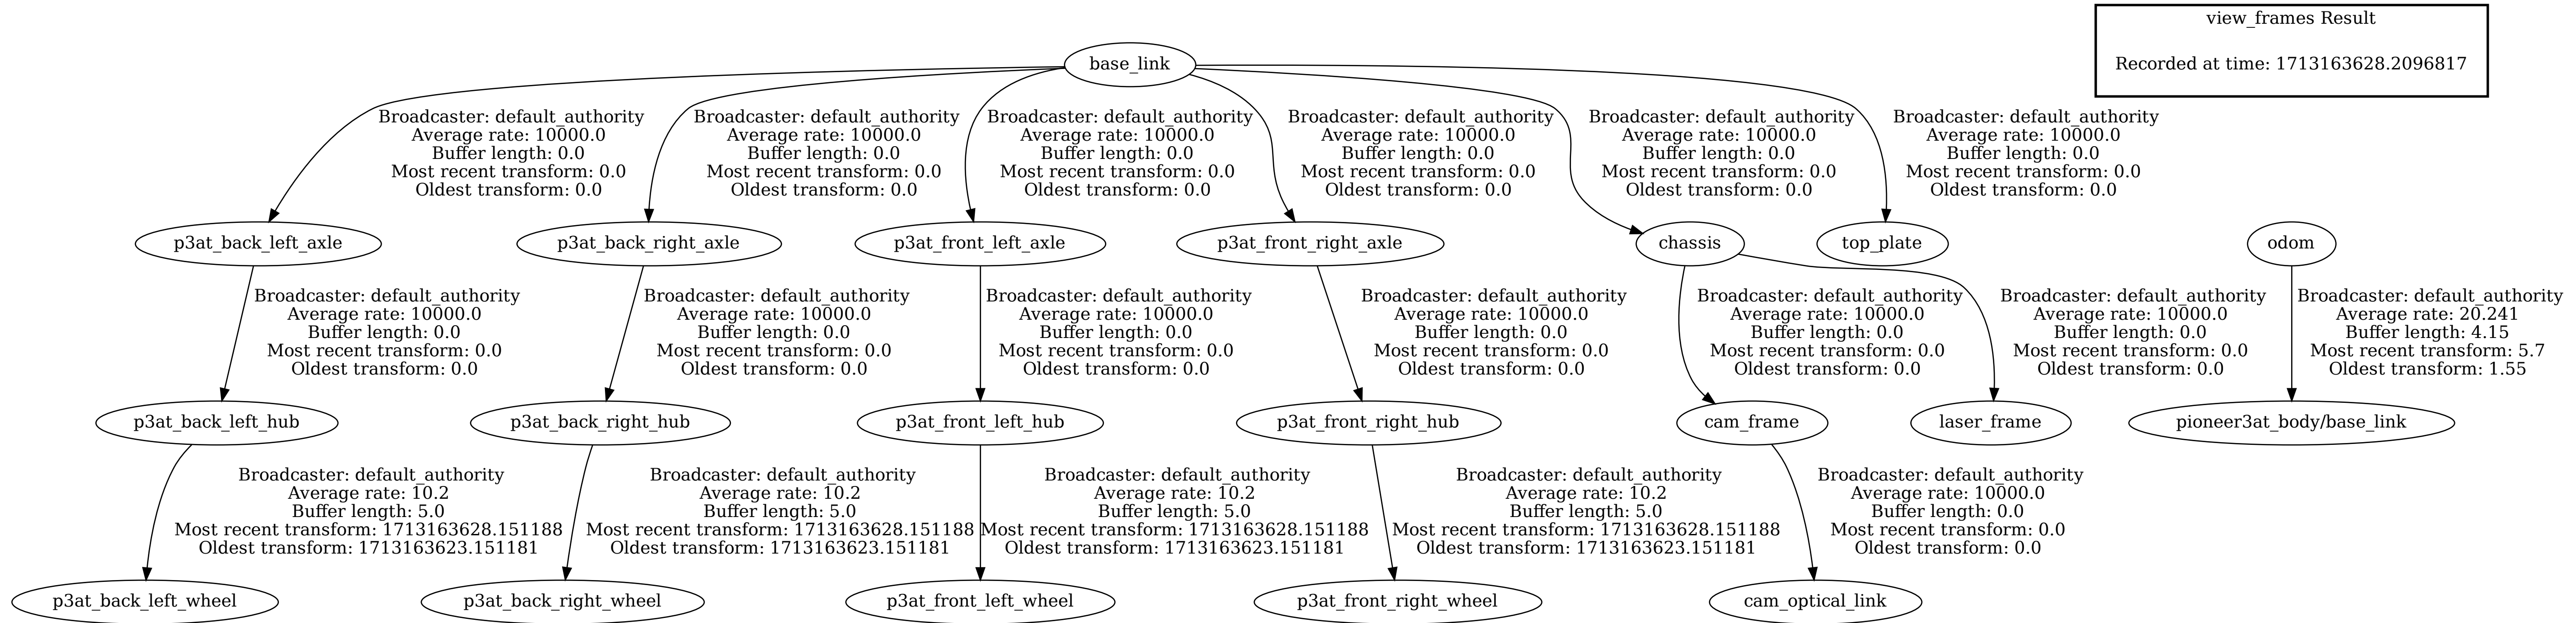 view_frames Result
Recorded at time: 1713163628.2096817
base_link
Broadcaster: default_authority
Average rate: 10000.0
Buffer length: 0.0
Most recent transform: 0.0
Oldest transform: 0.0
Broadcaster: default_authority
Average rate: 10000.0
Buffer length: 0.0
Most recent transform: 0.0
Oldest transform: 0.0
Broadcaster: default_authority
Average rate: 10000.0
Buffer length: 0.0
Most recent transform: 0.0
Oldest transform: 0.0
Broadcaster: default_authority
Average rate: 10000.0
Buffer length: 0.0
Most recent transform: 0.0
Oldest transform: 0.0
Broadcaster: default_authority
Average rate: 10000.0
Buffer length: 0.0
Most recent transform: 0.0
Oldest transform: 0.0
Broadcaster: default_authority
Average rate: 10000.0
Buffer length: 0.0
Most recent transform: 0.0
Oldest transform: 0.0
p3at_back_left_axle
p3at_back_right_axle
p3at_front_left_axle
p3at_front_right_axle
chassis
top_plate
odom
Broadcaster: default_authority
Average rate: 10000.0
Buffer length: 0.0
Most recent transform: 0.0
Oldest transform: 0.0
Broadcaster: default_authority
Average rate: 10000.0
Buffer length: 0.0
Most recent transform: 0.0
Oldest transform: 0.0
Broadcaster: default_authority
Average rate: 10000.0
Buffer length: 0.0
Most recent transform: 0.0
Oldest transform: 0.0
Broadcaster: default_authority
Average rate: 10000.0
Buffer length: 0.0
Most recent transform: 0.0
Oldest transform: 0.0
Broadcaster: default_authority
Average rate: 10000.0
Buffer length: 0.0
Most recent transform: 0.0
Oldest transform: 0.0
Broadcaster: default_authority
Average rate: 10000.0
Buffer length: 0.0
Most recent transform: 0.0
Oldest transform: 0.0
Broadcaster: default_authority
Average rate: 20.241
Buffer length: 4.15
Most recent transform: 5.7
Oldest transform: 1.55
p3at_back_left_hub
p3at_back_right_hub
p3at_front_left_hub
p3at_front_right_hub
cam_frame
laser_frame
pioneer3at_body/base_link
Broadcaster: default_authority
Average rate: 10.2
Buffer length: 5.0
Most recent transform: 1713163628.151188
Oldest transform: 1713163623.151181
Broadcaster: default_authority
Average rate: 10.2
Buffer length: 5.0
Most recent transform: 1713163628.151188
Oldest transform: 1713163623.151181
Broadcaster: default_authority
Average rate: 10.2
Buffer length: 5.0
Most recent transform: 1713163628.151188
Oldest transform: 1713163623.151181
Broadcaster: default_authority
Average rate: 10.2
Buffer length: 5.0
Most recent transform: 1713163628.151188
Oldest transform: 1713163623.151181
Broadcaster: default_authority
Average rate: 10000.0
Buffer length: 0.0
Most recent transform: 0.0
Oldest transform: 0.0
p3at_back_left_wheel
p3at_back_right_wheel
p3at_front_left_wheel
p3at_front_right_wheel
cam_optical_link